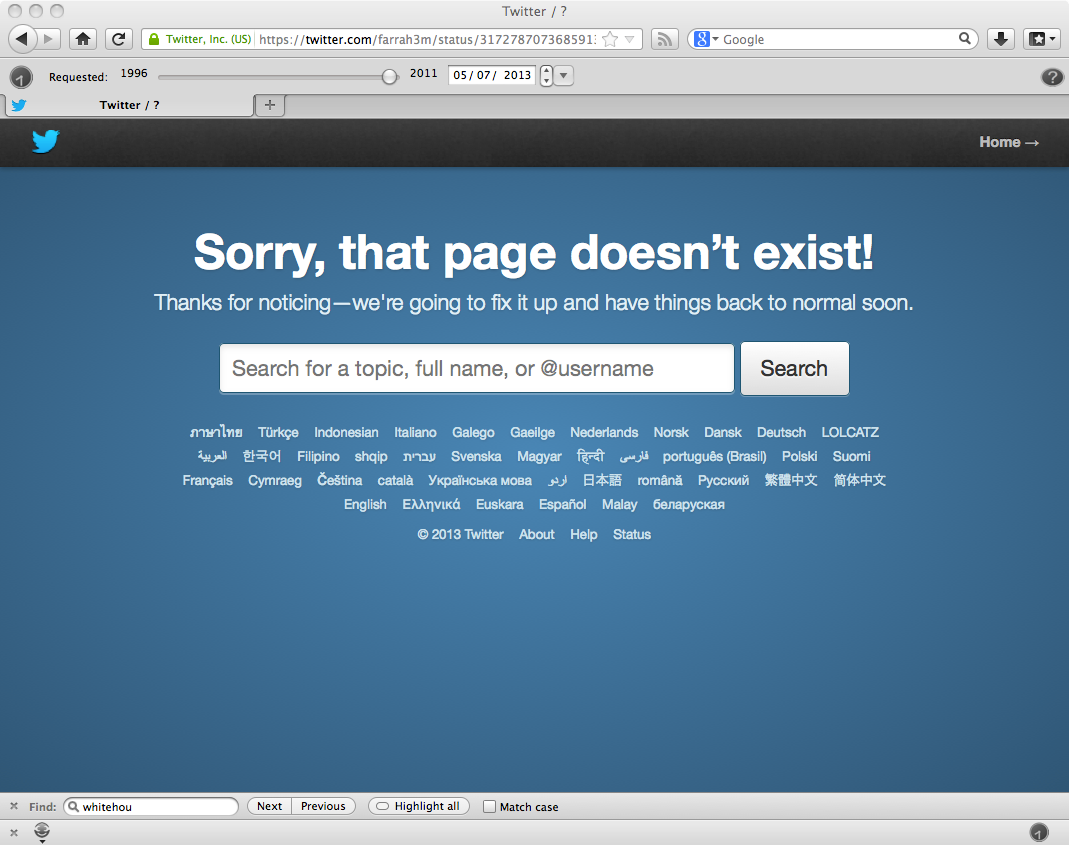 Twitter / ?
Twitter, Inc. (US) https://twitter.com/farrah3m/status/317278707368591 Google
Requested: 1996 2011 05/ 07/ 2013
Twitter / ?
Home →
Sorry, that page doesn’t exist!
Thanks for noticing—we're going to fix it up and have things back to normal soon.
Search for a topic, full name, or @username Search
ภาษาไทย Türkçe Indonesian Italiano Galego Gaeilge Nederlands Norsk Dansk Deutsch LOLCATZ
العربية 한국어 Filipino shqip עברית Svenska Magyar हिन्दी فارسی português (Brasil) Polski Suomi
Français Cymraeg Čeština català Українська мова اردو 日本語 română Русский 繁體中文 简体中文
English Ελληνικά Euskara Español Malay беларуская
© 2013 Twitter About Help Status
Find: whitehou Next Previous Highlight all Match case